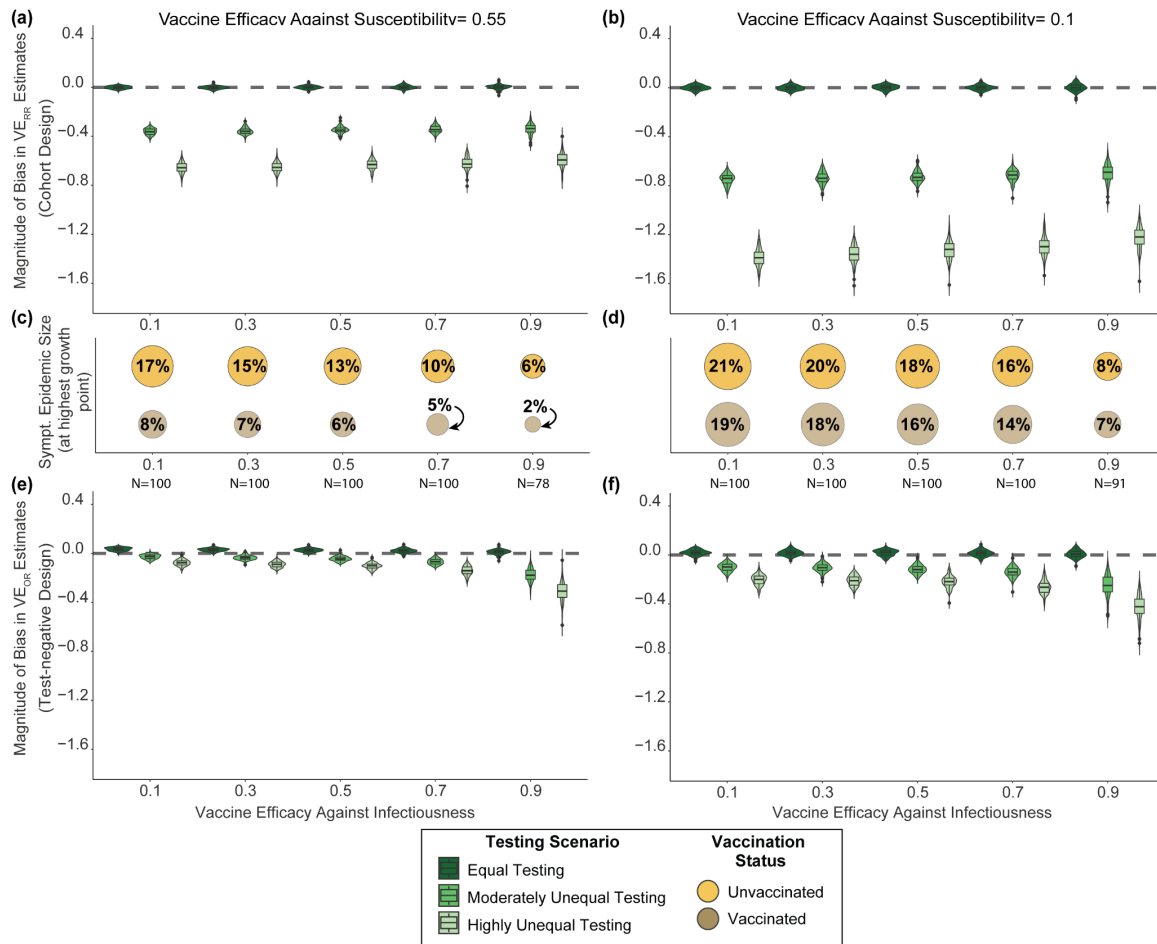 (a) Vaccine Efficacy Against Susceptibility= 0.55
(b) Vaccine Efficacy Against Susceptibility= 0.1
Magnitude of Bias in VE_RR Estimates
(Cohort Design)
0.4
0.0
−0.4
−0.8
−1.2
−1.6
0.4
0.0
−0.4
−0.8
−1.2
−1.6
0.1 0.3 0.5 0.7 0.9
0.1 0.3 0.5 0.7 0.9
(c)
Sympt. Epidemic Size
(at highest growth
point)
17% 15% 13% 10% 6%
8% 7% 6% 5% 2%
0.1 0.3 0.5 0.7 0.9
N=100 N=100 N=100 N=100 N=78
(d)
21% 20% 18% 16% 8%
19% 18% 16% 14% 7%
0.1 0.3 0.5 0.7 0.9
N=100 N=100 N=100 N=100 N=91
(e)
Magnitude of Bias in VE_OR Estimates
(Test-negative Design)
0.4
0.0
−0.4
−0.8
−1.2
−1.6
0.1 0.3 0.5 0.7 0.9
Vaccine Efficacy Against Infectiousness
(f)
0.4
0.0
−0.4
−0.8
−1.2
−1.6
0.1 0.3 0.5 0.7 0.9
Vaccine Efficacy Against Infectiousness
Testing Scenario
Equal Testing
Moderately Unequal Testing
Highly Unequal Testing
Vaccination
Status
Unvaccinated
Vaccinated